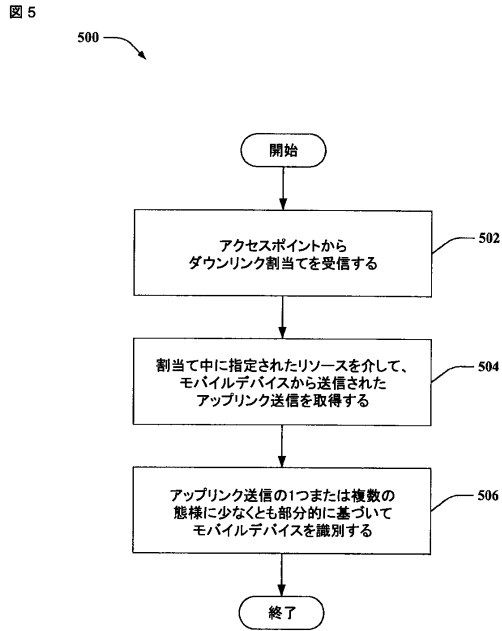 図 5
500
開始
アクセスポイントから
ダウンリンク割当てを受信する
502
割当て中に指定されたリソースを介して、
モバイルデバイスから送信された
アップリンク送信を取得する
504
アップリンク送信の1つまたは複数の
態様に少なくとも部分的に基づいて
モバイルデバイスを識別する
506
終了